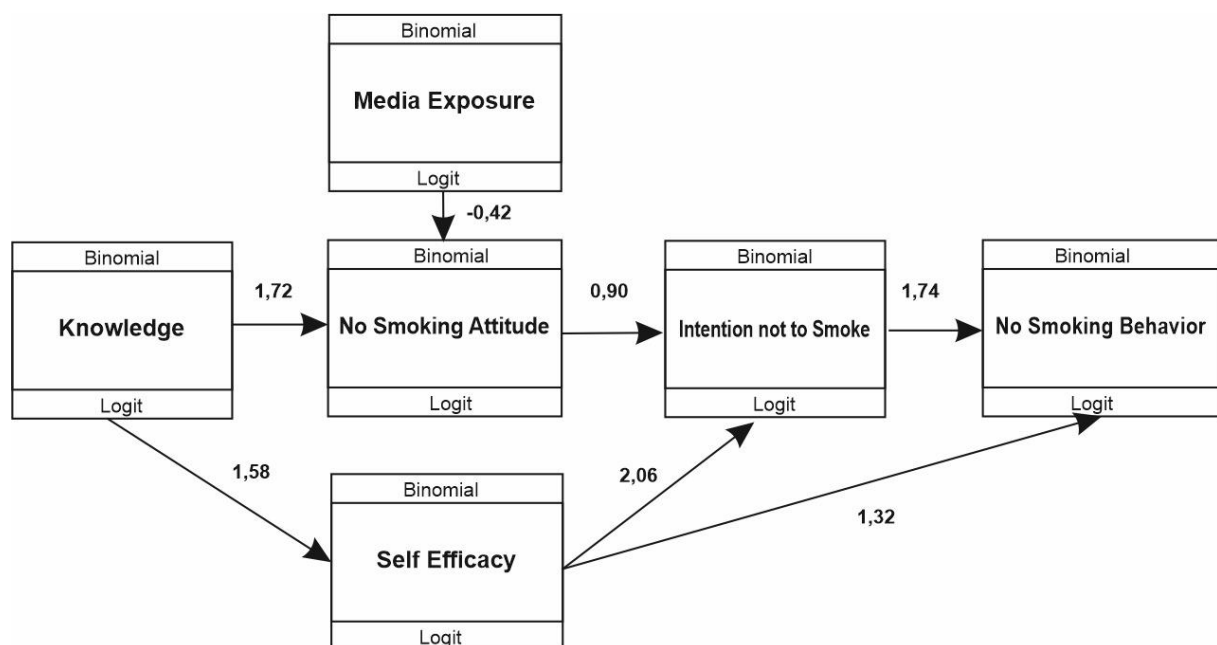 Binomial
Media Exposure
Logit
-0,42
Binomial
Knowledge
Logit
1,72
Binomial
No Smoking Attitude
Logit
0,90
Binomial
Intention not to Smoke
Logit
1,74
Binomial
No Smoking Behavior
Logit
1,58
Binomial
Self Efficacy
Logit
2,06
1,32